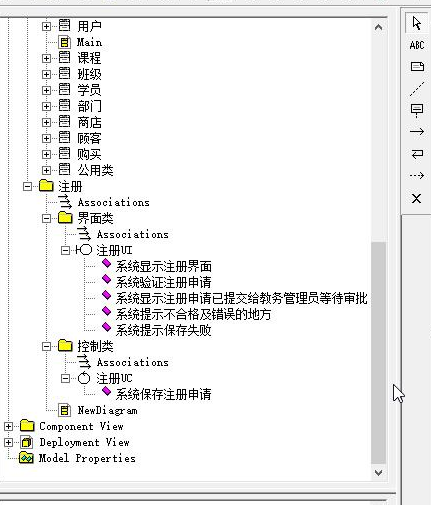 用户
ABC
Main
课程
班级
学员
部门
商店
顾客
购买
公用类
注册
Associations
界面类
Associations
注册UI
系统显示注册界面
系统验证注册申请
系统显示注册申请已提交给教务管理员等待审批
系统提示不合格及错误的地方
系统提示保存失败
控制类
Associations
注册UC
系统保存注册申请
NewDiagram
Component View
Deployment View
Model Properties